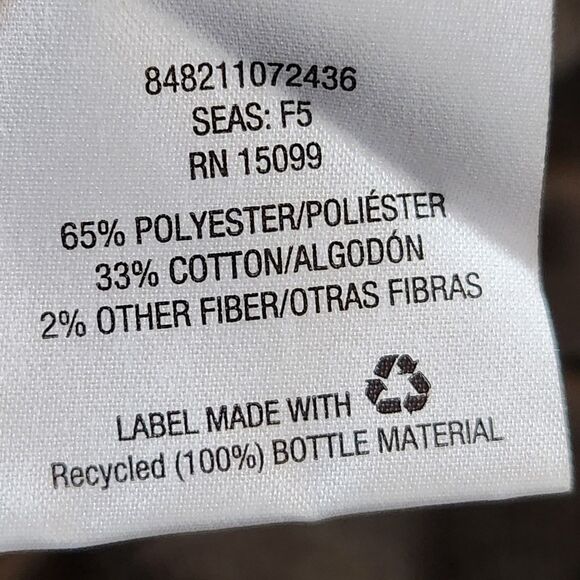 848211072436
SEAS: F5
RN 15099
65% POLYESTER/POLIÉSTER
33% COTTON/ALGODÓN
2% OTHER FIBER/OTRAS FIBRAS
LABEL MADE WITH
Recycled (100%) BOTTLE MATERIAL